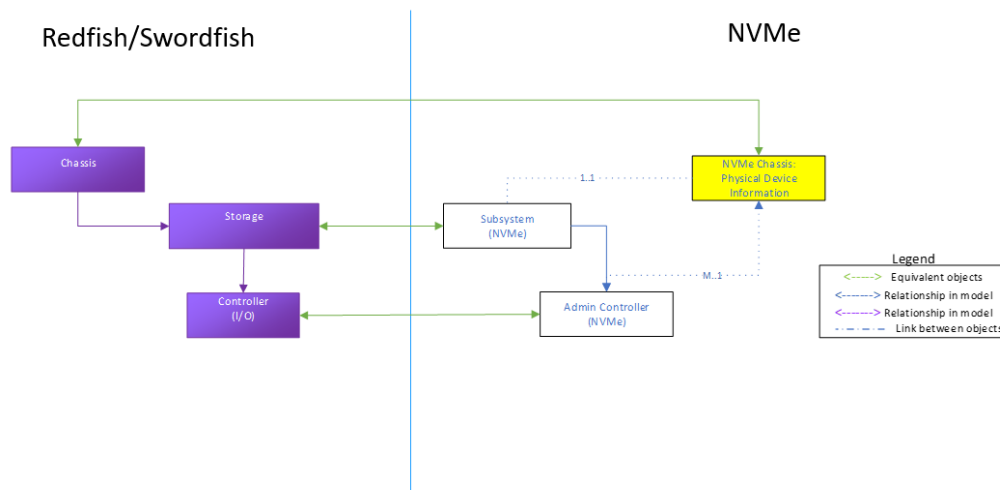 Redfish/Swordfish
NVMe
Chassis
NVMe Chassis:
Physical Device
Information
1..1
Storage
Subsystem
(NVMe)
M..1
Controller
(I/O)
Admin Controller
(NVMe)
Legend
Equivalent objects
Relationship in model
Relationship in model
Link between objects